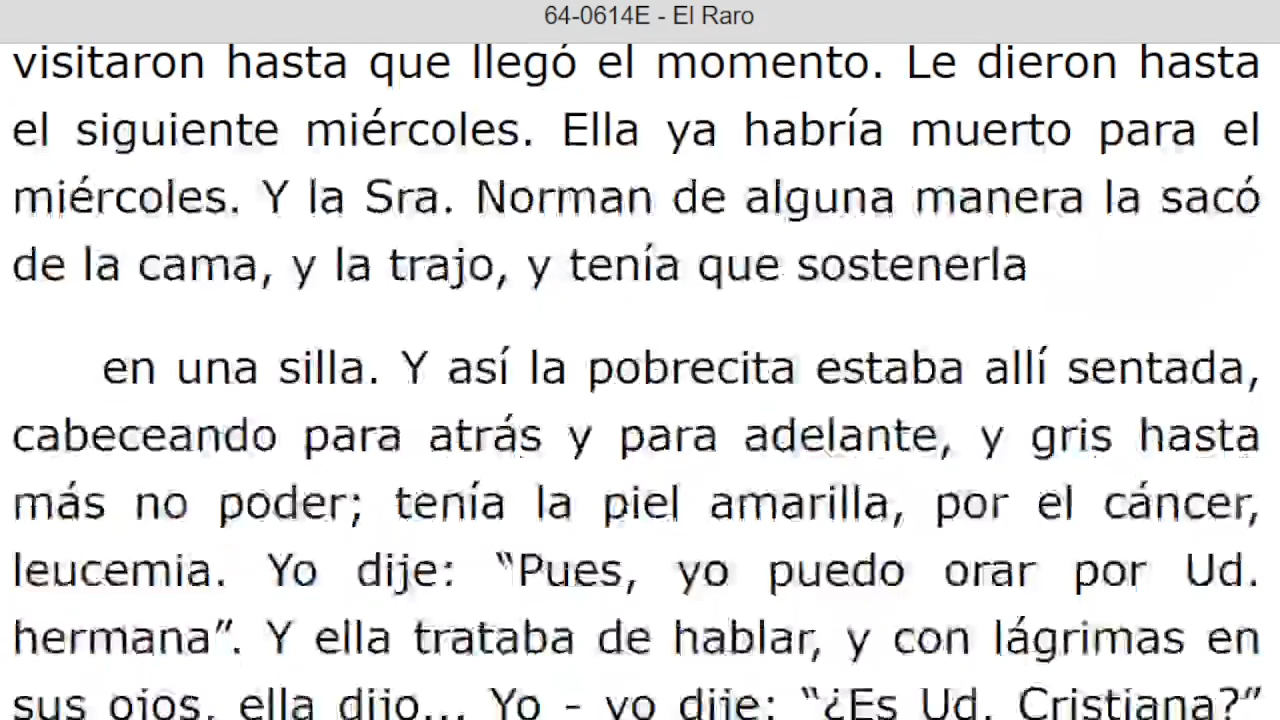 64-0614E - El Raro
visitaron hasta que llegó el momento. Le dieron hasta
el siguiente miércoles. Ella ya habría muerto para el
miércoles. Y la Sra. Norman de alguna manera la sacó
de la cama, y la trajo, y tenía que sostenerla
en una silla. Y así la pobrecita estaba allí sentada,
cabeceando para atrás y para adelante, y gris hasta
más no poder; tenía la piel amarilla, por el cáncer,
leucemia. Yo dije: “Pues, yo puedo orar por Ud.
hermana”. Y ella trataba de hablar, y con lágrimas en
sus ojos, ella dijo... Yo - yo dije: “¿Es Ud. Cristiana?”